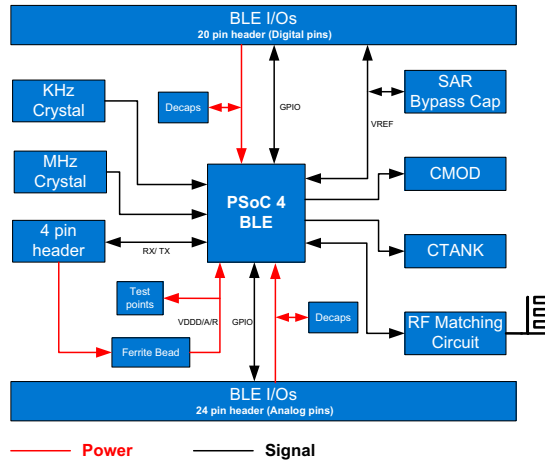 BLE I/Os
20 pin header (Digital pins)
KHz
Crystal
Decaps
GPIO
SAR
Bypass Cap
VREF
MHz
Crystal
PSoC 4
BLE
CMOD
4 pin
header
RX/ TX
CTANK
Test
points
VDDD/A/R
GPIO
Decaps
RF Matching
Circuit
Ferrite Bead
BLE I/Os
24 pin header (Analog pins)
Power
Signal